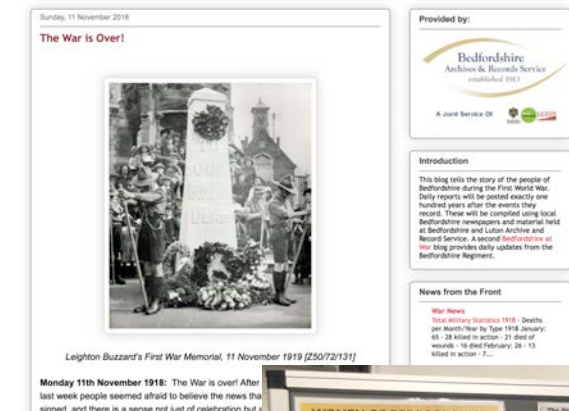 Sunday, 11 November 2018
The War is Over!
Leighton Buzzard's First War Memorial, 11 November 1919 [Z50/72/131]
Monday 11th November 1918: The War is over! After
last week people seemed afraid to believe the news tha
signed, and there is a sense not just of celebration but a
Provided by:
Bedfordshire
Archives & Records Service
established 1913
A Joint Service Of
LUTON
Introduction
This blog tells the story of the people of
Bedfordshire during the First World War.
Daily reports will be posted exactly one
hundred years after the events they
record. These will be compiled using local
Bedfordshire newspapers and material held
at Bedfordshire and Luton Archive and
Record Service. A second Bedfordshire at
War blog provides daily updates from the
Bedfordshire Regiment.
News from the Front
War News
Total Military Statistics 1918 - Deaths
per Month/Year by Type 1918 January:
65 - 28 killed in action - 21 died of
wounds - 16 died February: 26 - 13
killed in action - 7...